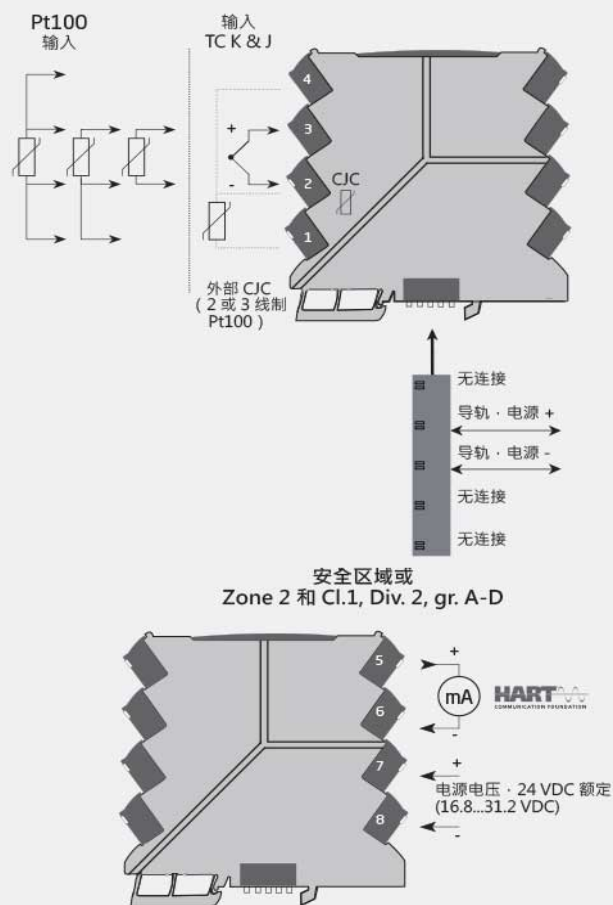 Pt100
输入
输入
TC K & J
4
3
2
1
+
-
CJC
外部 CJC
( 2 或 3 线制
Pt100 )
无连接
导轨 · 电源 +
导轨 · 电源 -
无连接
无连接
安全区域或
Zone 2 和 Cl.1, Div. 2, gr. A-D
5
6
7
8
+
mA
-
HART
COMMUNICATION FOUNDATION
+
电源电压 · 24 VDC 额定
(16.8...31.2 VDC)
-